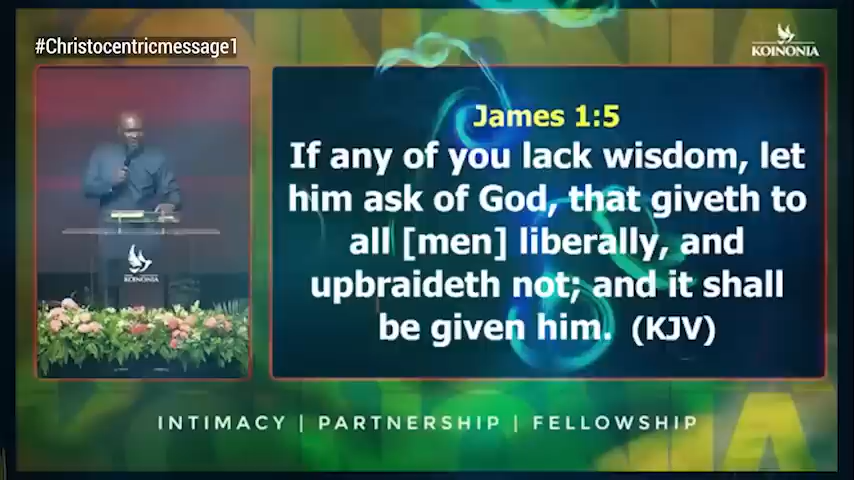 #Christocentricmessage1
KOINONIA
James 1:5
If any of you lack wisdom, let
him ask of God, that giveth to
all [men] liberally, and
upbraideth not; and it shall
be given him. (KJV)
KOINONIA
INTIMACY | PARTNERSHIP | FELLOWSHIP